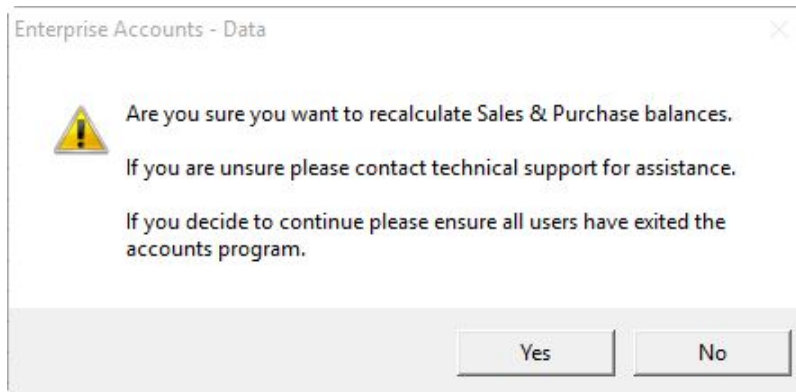 Enterprise Accounts - Data
Are you sure you want to recalculate Sales & Purchase balances.
If you are unsure please contact technical support for assistance.
If you decide to continue please ensure all users have exited the
accounts program.
Yes No